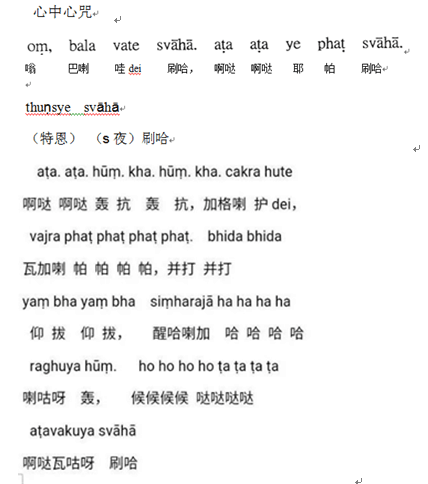 心中心咒
oṃ, bala vate svāhā. aṭa aṭa ye phaṭ svāhā.
嗡 巴喇 哇 dei 刷哈, 啊哒 啊哒 耶 帕 刷哈
thuṇsye svāhā
（特恩）（s 夜）刷哈
aṭa. aṭa. hūṃ. kha. hūṃ. kha. cakra hute
啊哒 啊哒 轰 抗 轰 抗，加格喇 护 dei，
vajra phaṭ phaṭ phaṭ phaṭ. bhida bhida
瓦加喇 帕 帕 帕 帕，并打 并打
yaṃ bha yaṃ bha siṃharajā ha ha ha ha
仰 拔 仰 拔， 醒哈喇加 哈 哈 哈 哈
raghuya hūṃ. ho ho ho ho ṭa ṭa ṭa ṭa
喇咕呀 轰， 候候候候 哒哒哒哒
aṭavakuya svāhā
啊哒瓦咕呀 刷哈